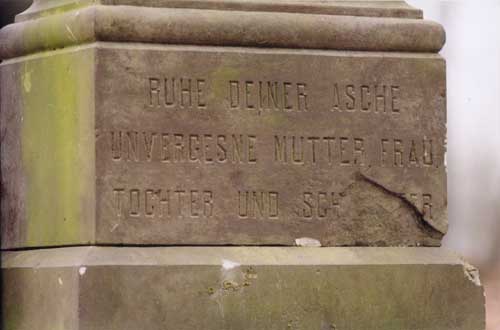 RUHE DEINER ASCHE
UNVERGESNE MUTTER, FRAU,
TOCHTER UND